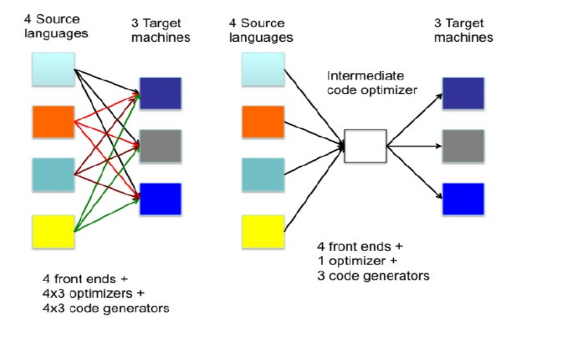 4 Source
languages
3 Target
machines
4 front ends +
4x3 optimizers +
4x3 code generators
4 Source
languages
3 Target
machines
Intermediate
code optimizer
4 front ends +
1 optimizer +
3 code generators